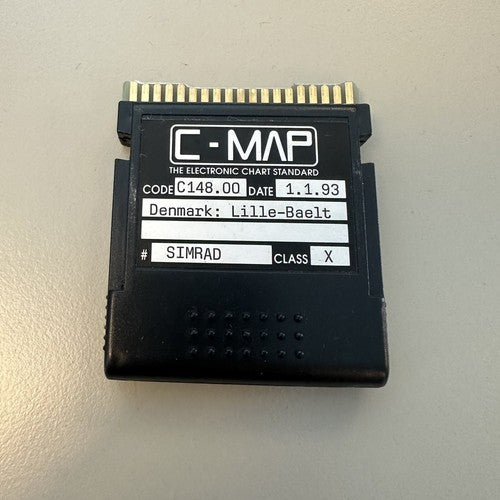 C-MAP
THE ELECTRONIC CHART STANDARD
CODE C148.00 DATE 1.1.93
Denmark: Lille-Baelt
# SIMRAD CLASS X